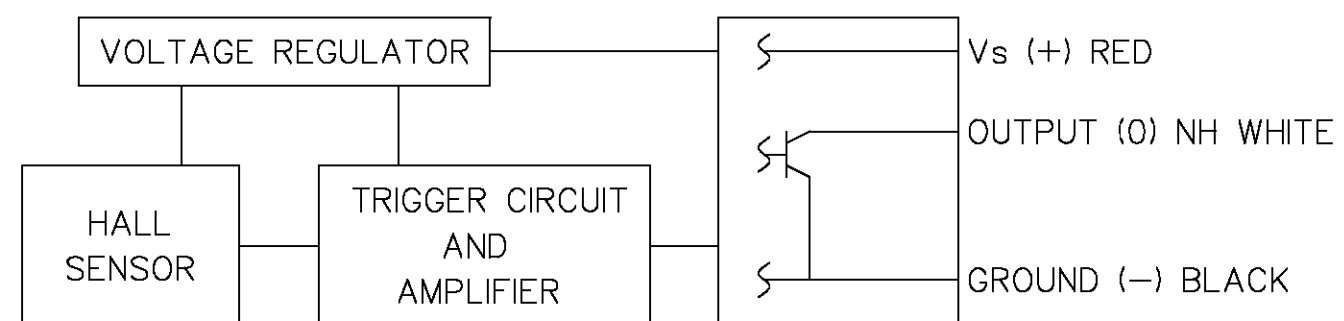 VOLTAGE REGULATOR
Vs (+) RED
OUTPUT (O) NH WHITE
HALL
SENSOR
TRIGGER CIRCUIT
AND
AMPLIFIER
GROUND (-) BLACK